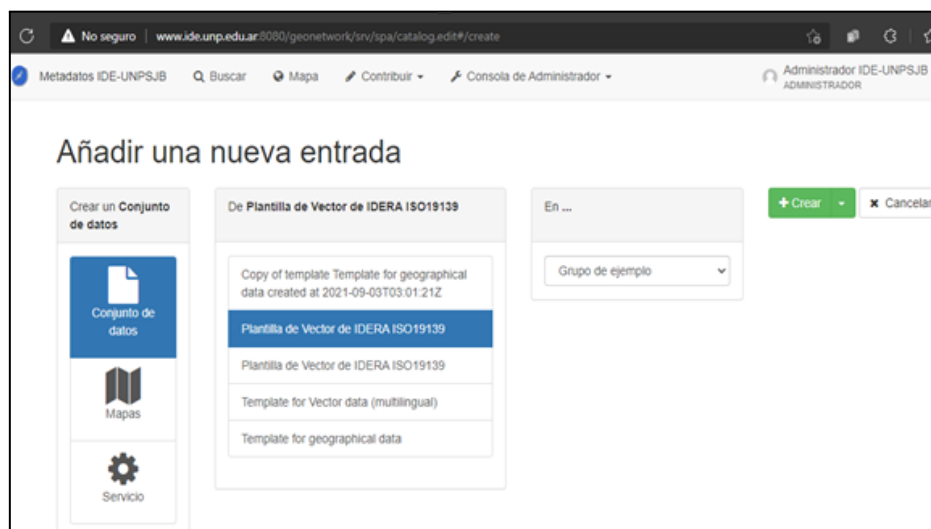 No seguro www.ide.unp.edu.ar:8080/geonetwork/srv/spa/catalog.edit#/create
Metadatos IDE-UNPSJB Buscar Mapa Contribuir Consola de Administrador Administrador IDE-UNPSJB
ADMINISTRADOR
Añadir una nueva entrada
Crear un Conjunto
de datos
De Plantilla de Vector de IDERA ISO19139
En ...
+ Crear
x Cancelar
Conjunto de
datos
Mapas
Servicio
Copy of template Template for geographical
data created at 2021-09-03T03:01:21Z
Plantilla de Vector de IDERA ISO19139
Plantilla de Vector de IDERA ISO19139
Template for Vector data (multilingual)
Template for geographical data
Grupo de ejemplo